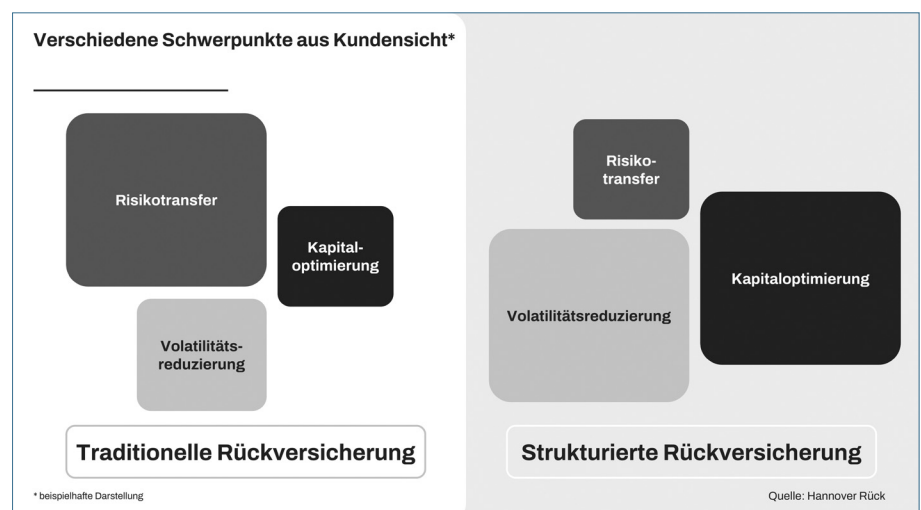 Verschiedene Schwerpunkte aus Kundensicht*
Risikotransfer
Kapital-
optimierung
Volatilitäts-
reduzierung
Traditionelle Rückversicherung
* beispielhafte Darstellung
Risiko-
transfer
Kapitaloptimierung
Volatilitätsreduzierung
Strukturierte Rückversicherung
Quelle: Hannover Rück